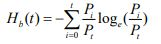 H_b(t) = -\sum_{i=0}^{t} \frac{P_i}{P_t} \log_e(\frac{P_i}{P_t})